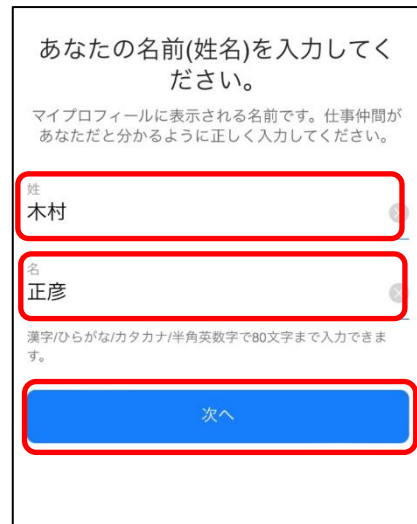 あなたの名前(姓名)を入力してく
ださい。
マイプロフィールに表示される名前です。仕事仲間が
あなただと分かるように正しく入力してください。
姓
木村
名
正彦
漢字/ひらがな/カタカナ/半角英数字で80文字まで入力できま
す。
次へ